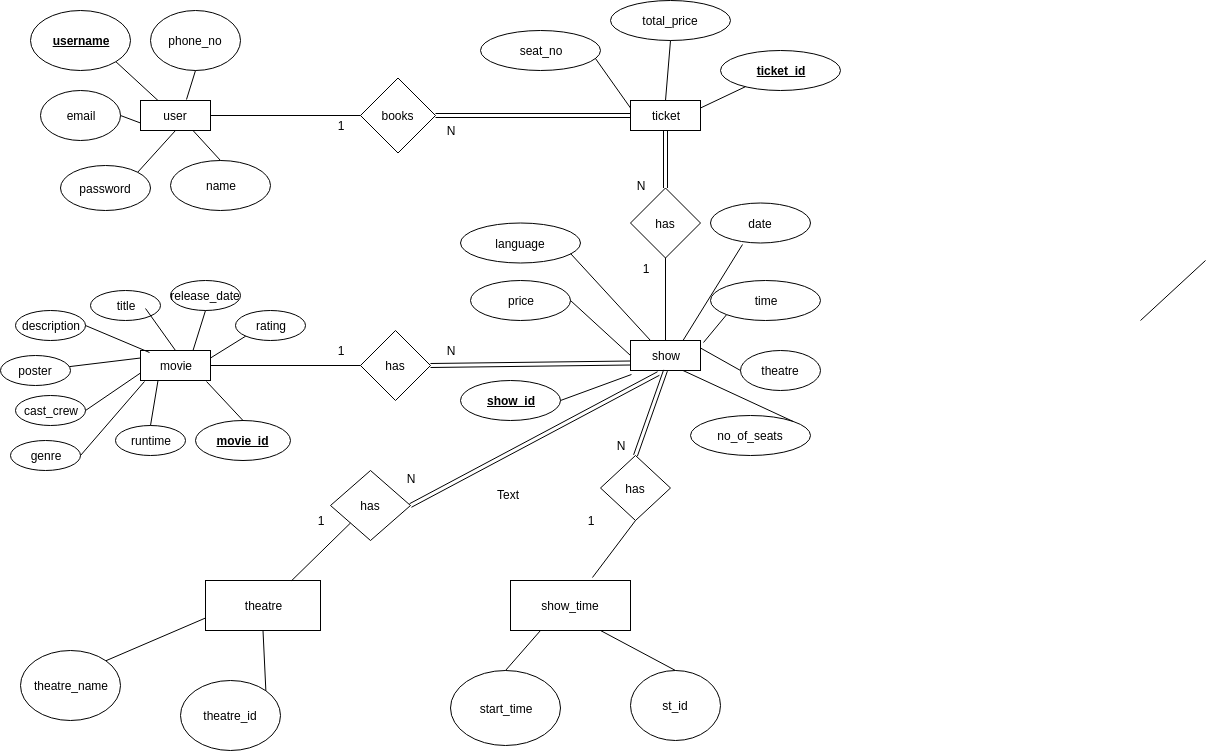 total_price
username
phone_no
seat_no
ticket_id
email
user
books
ticket
1
N
password
name
N
has
date
language
1
release_date
title
price
time
description
rating
movie
1
has
N
show
poster
theatre
show_id
cast_crew
runtime
movie_id
no_of_seats
genre
N
N
has
has
Text
1
1
theatre
show_time
theatre_name
theatre_id
start_time
st_id